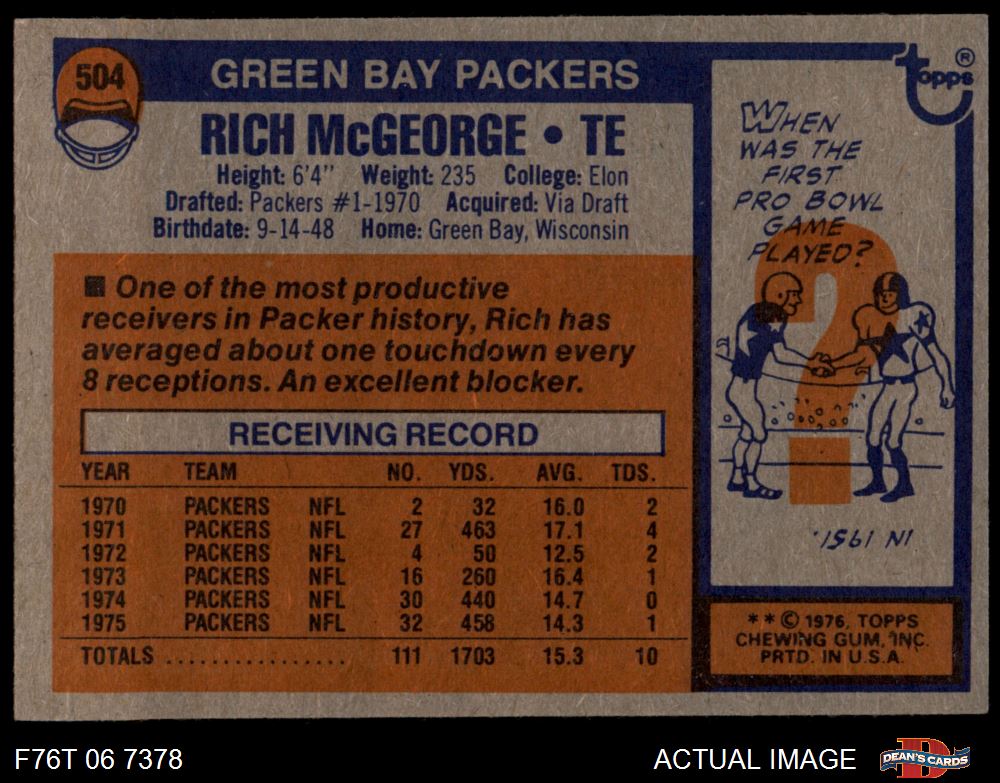 504
GREEN BAY PACKERS
RICH McGEORGE • TE
Height: 6'4" Weight: 235 College: Elon
Drafted: Packers #1-1970 Acquired: Via Draft
Birthdate: 9-14-48 Home: Green Bay, Wisconsin
■ One of the most productive
receivers in Packer history, Rich has
averaged about one touchdown every
8 receptions. An excellent blocker.
RECEIVING RECORD
YEAR TEAM NO. YDS. AVG. TDS.
1970 PACKERS NFL 2 32 16.0 2
1971 PACKERS NFL 27 463 17.1 4
1972 PACKERS NFL 4 50 12.5 2
1973 PACKERS NFL 16 260 16.4 1
1974 PACKERS NFL 30 440 14.7 0
1975 PACKERS NFL 32 458 14.3 1
TOTALS ................ 111 1703 15.3 10
Topps ®
WHEN
WAS THE
FIRST
PRO BOWL
GAME
PLAYED?
?
IN 1951.
** © 1976, TOPPS
CHEWING GUM, INC.
PRTD. IN U.S.A.
F76T 06 7378
ACTUAL IMAGE
D
DEAN'S CARDS